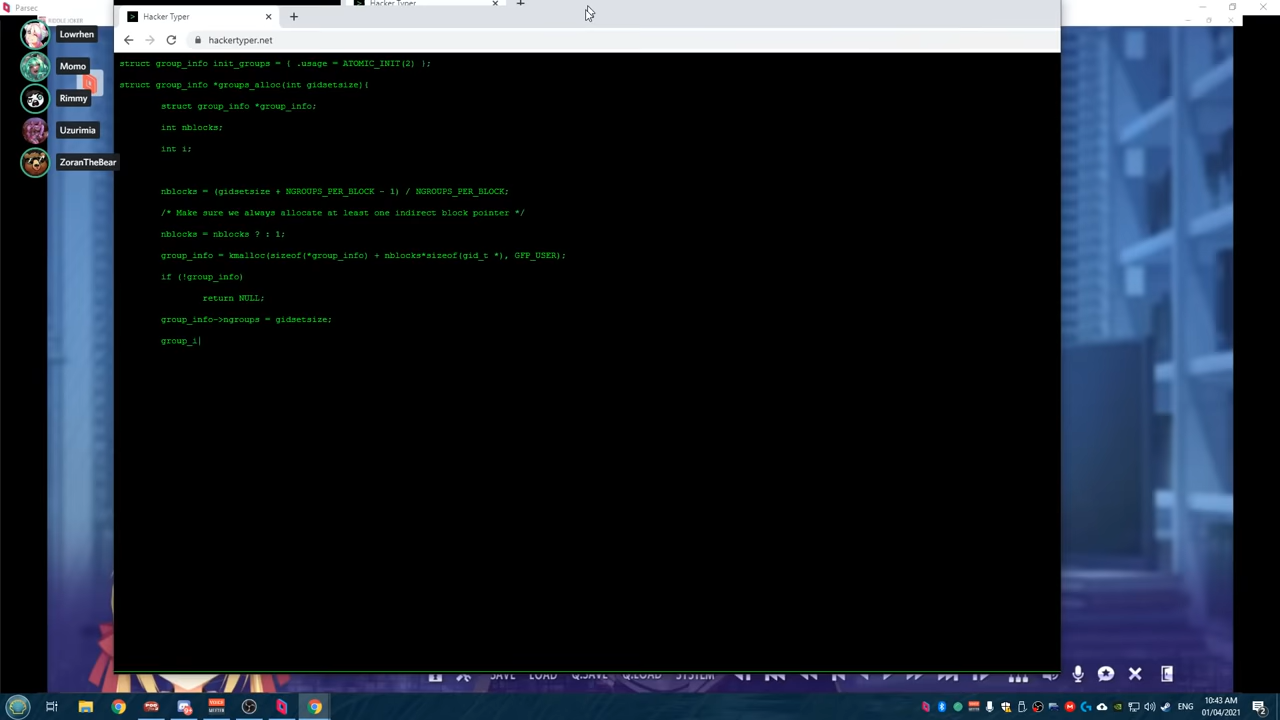 Parsec
RIDDLE JOKER
Hacker Typer
Hacker Typer
hackertyper.net
Lowrhen
Momo
Rimmy
Uzurimia
ZoranTheBear
struct group_info init_groups = { .usage = ATOMIC_INIT(2) };
struct group_info *groups_alloc(int gidsetsize){
struct group_info *group_info;
int nblocks;
int i;
nblocks = (gidsetsize + NGROUPS_PER_BLOCK - 1) / NGROUPS_PER_BLOCK;
/* Make sure we always allocate at least one indirect block pointer */
nblocks = nblocks ? : 1;
group_info = kmalloc(sizeof(*group_info) + nblocks*sizeof(gid_t *), GFP_USER);
if (!group_info)
return NULL;
group_info->ngroups = gidsetsize;
group_i
SAVE LOAD Q.SAVE Q.LOAD SYSTEM
ENG
10:43 AM
01/04/2021